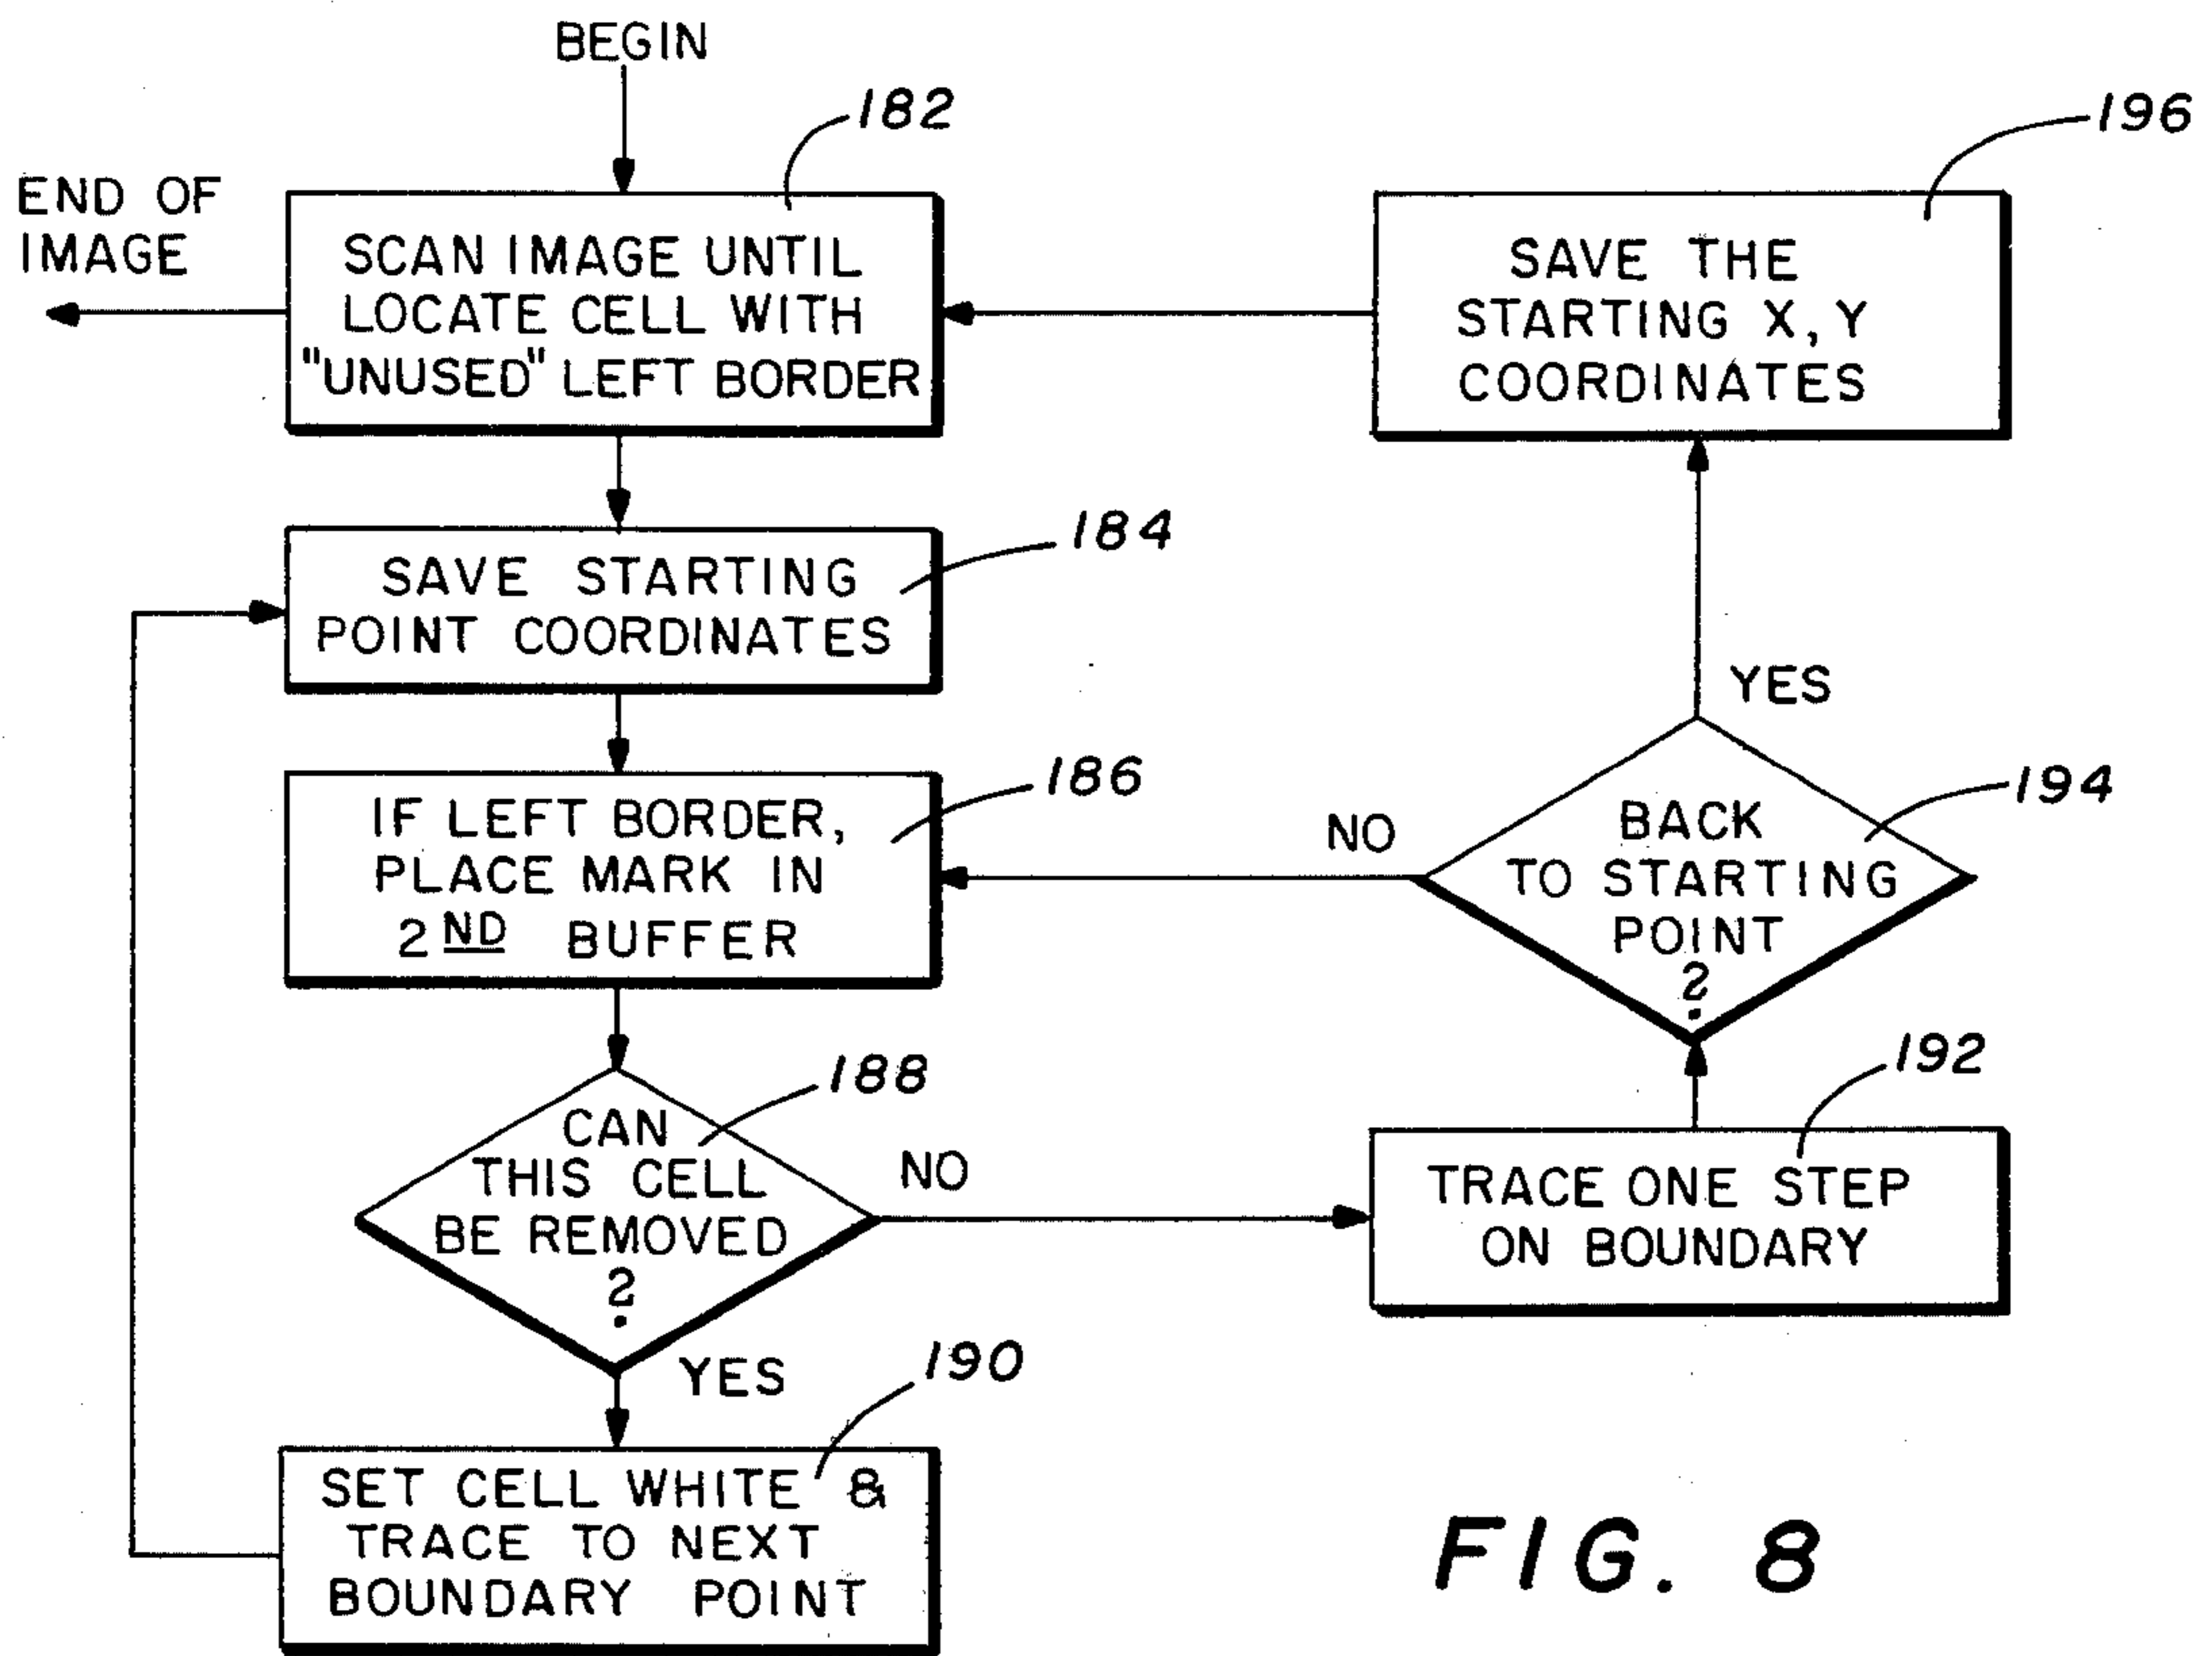 BEGIN
182
196
END OF
IMAGE
SCAN IMAGE UNTIL
LOCATE CELL WITH
"UNUSED" LEFT BORDER
SAVE THE
STARTING X, Y
COORDINATES
184
SAVE STARTING
POINT COORDINATES
YES
186
IF LEFT BORDER,
PLACE MARK IN
2ND BUFFER
NO
194
BACK
TO STARTING
POINT
?
188
CAN
THIS CELL
BE REMOVED
?
NO
192
TRACE ONE STEP
ON BOUNDARY
YES
190
SET CELL WHITE &
TRACE TO NEXT
BOUNDARY POINT
FIG. 8